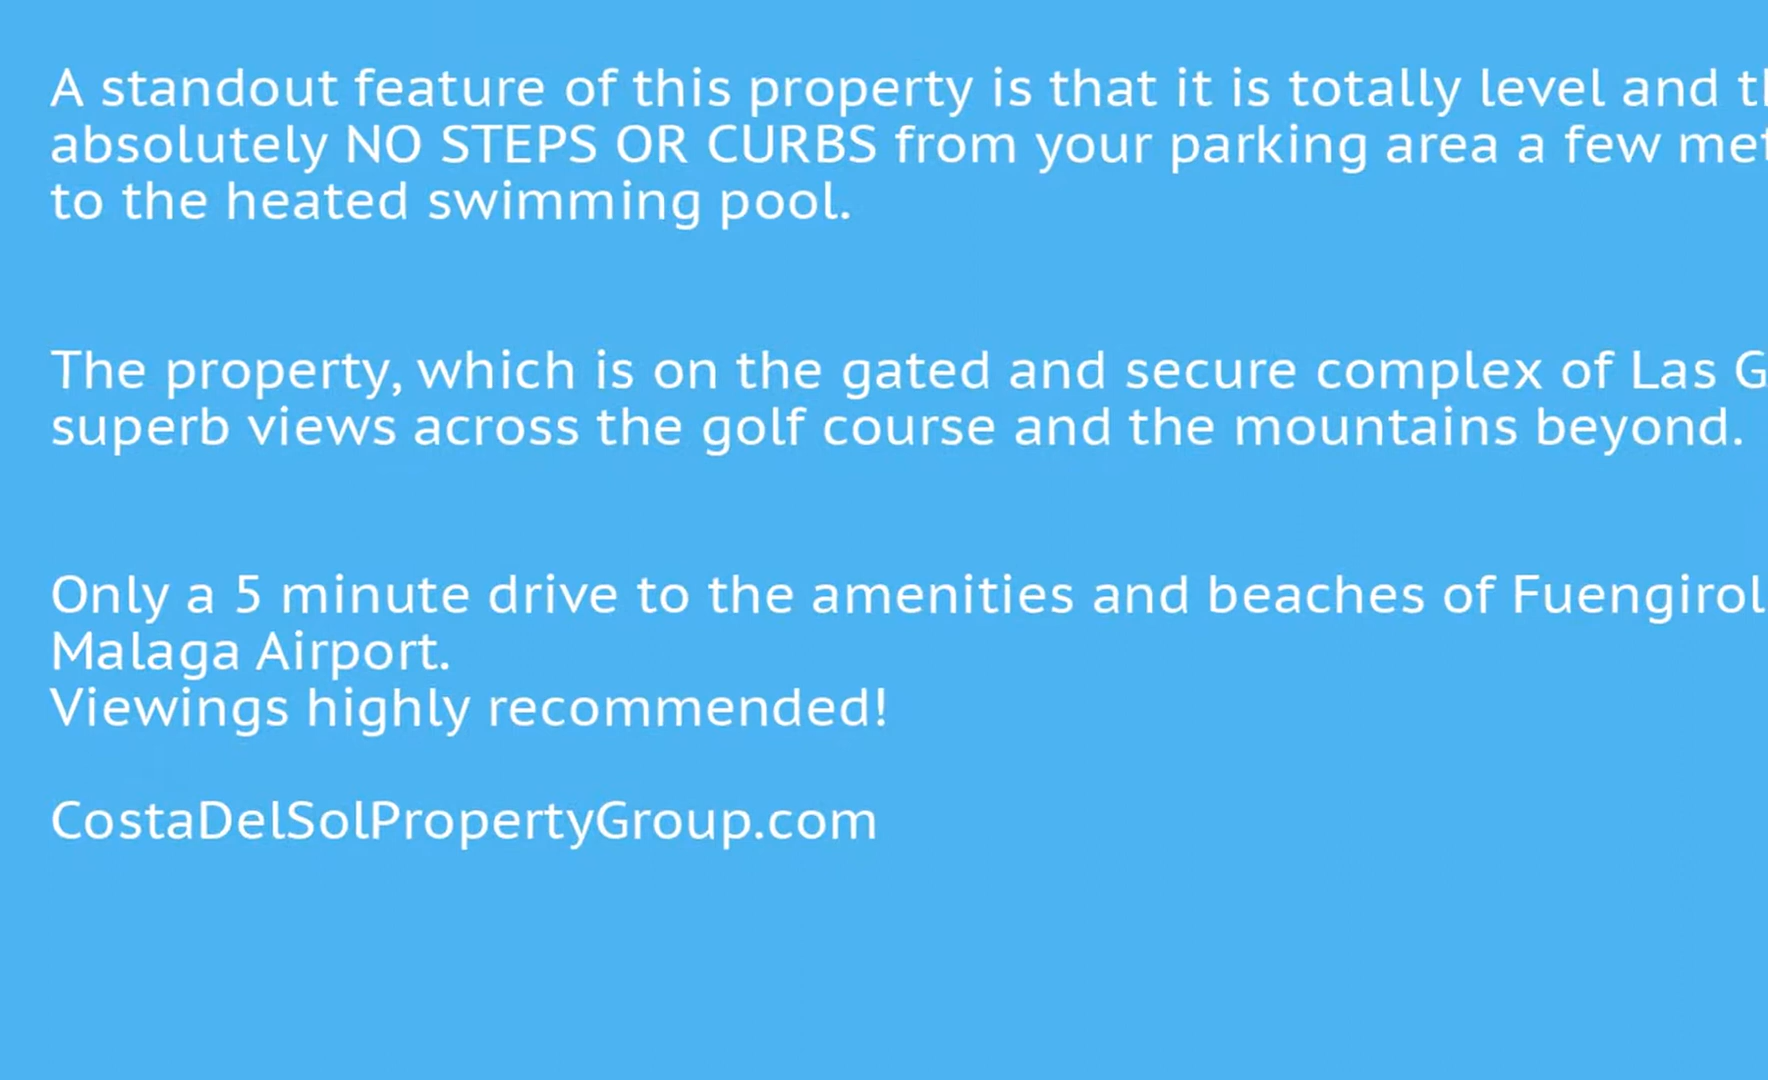 A standout feature of this property is that it is totally level and
absolutely NO STEPS OR CURBS from your parking area a few
to the heated swimming pool.
The property, which is on the gated and secure complex of Las
superb views across the golf course and the mountains beyond.
Only a 5 minute drive to the amenities and beaches of
Malaga Airport.
Viewings highly recommended!
CostaDelSolPropertyGroup.com